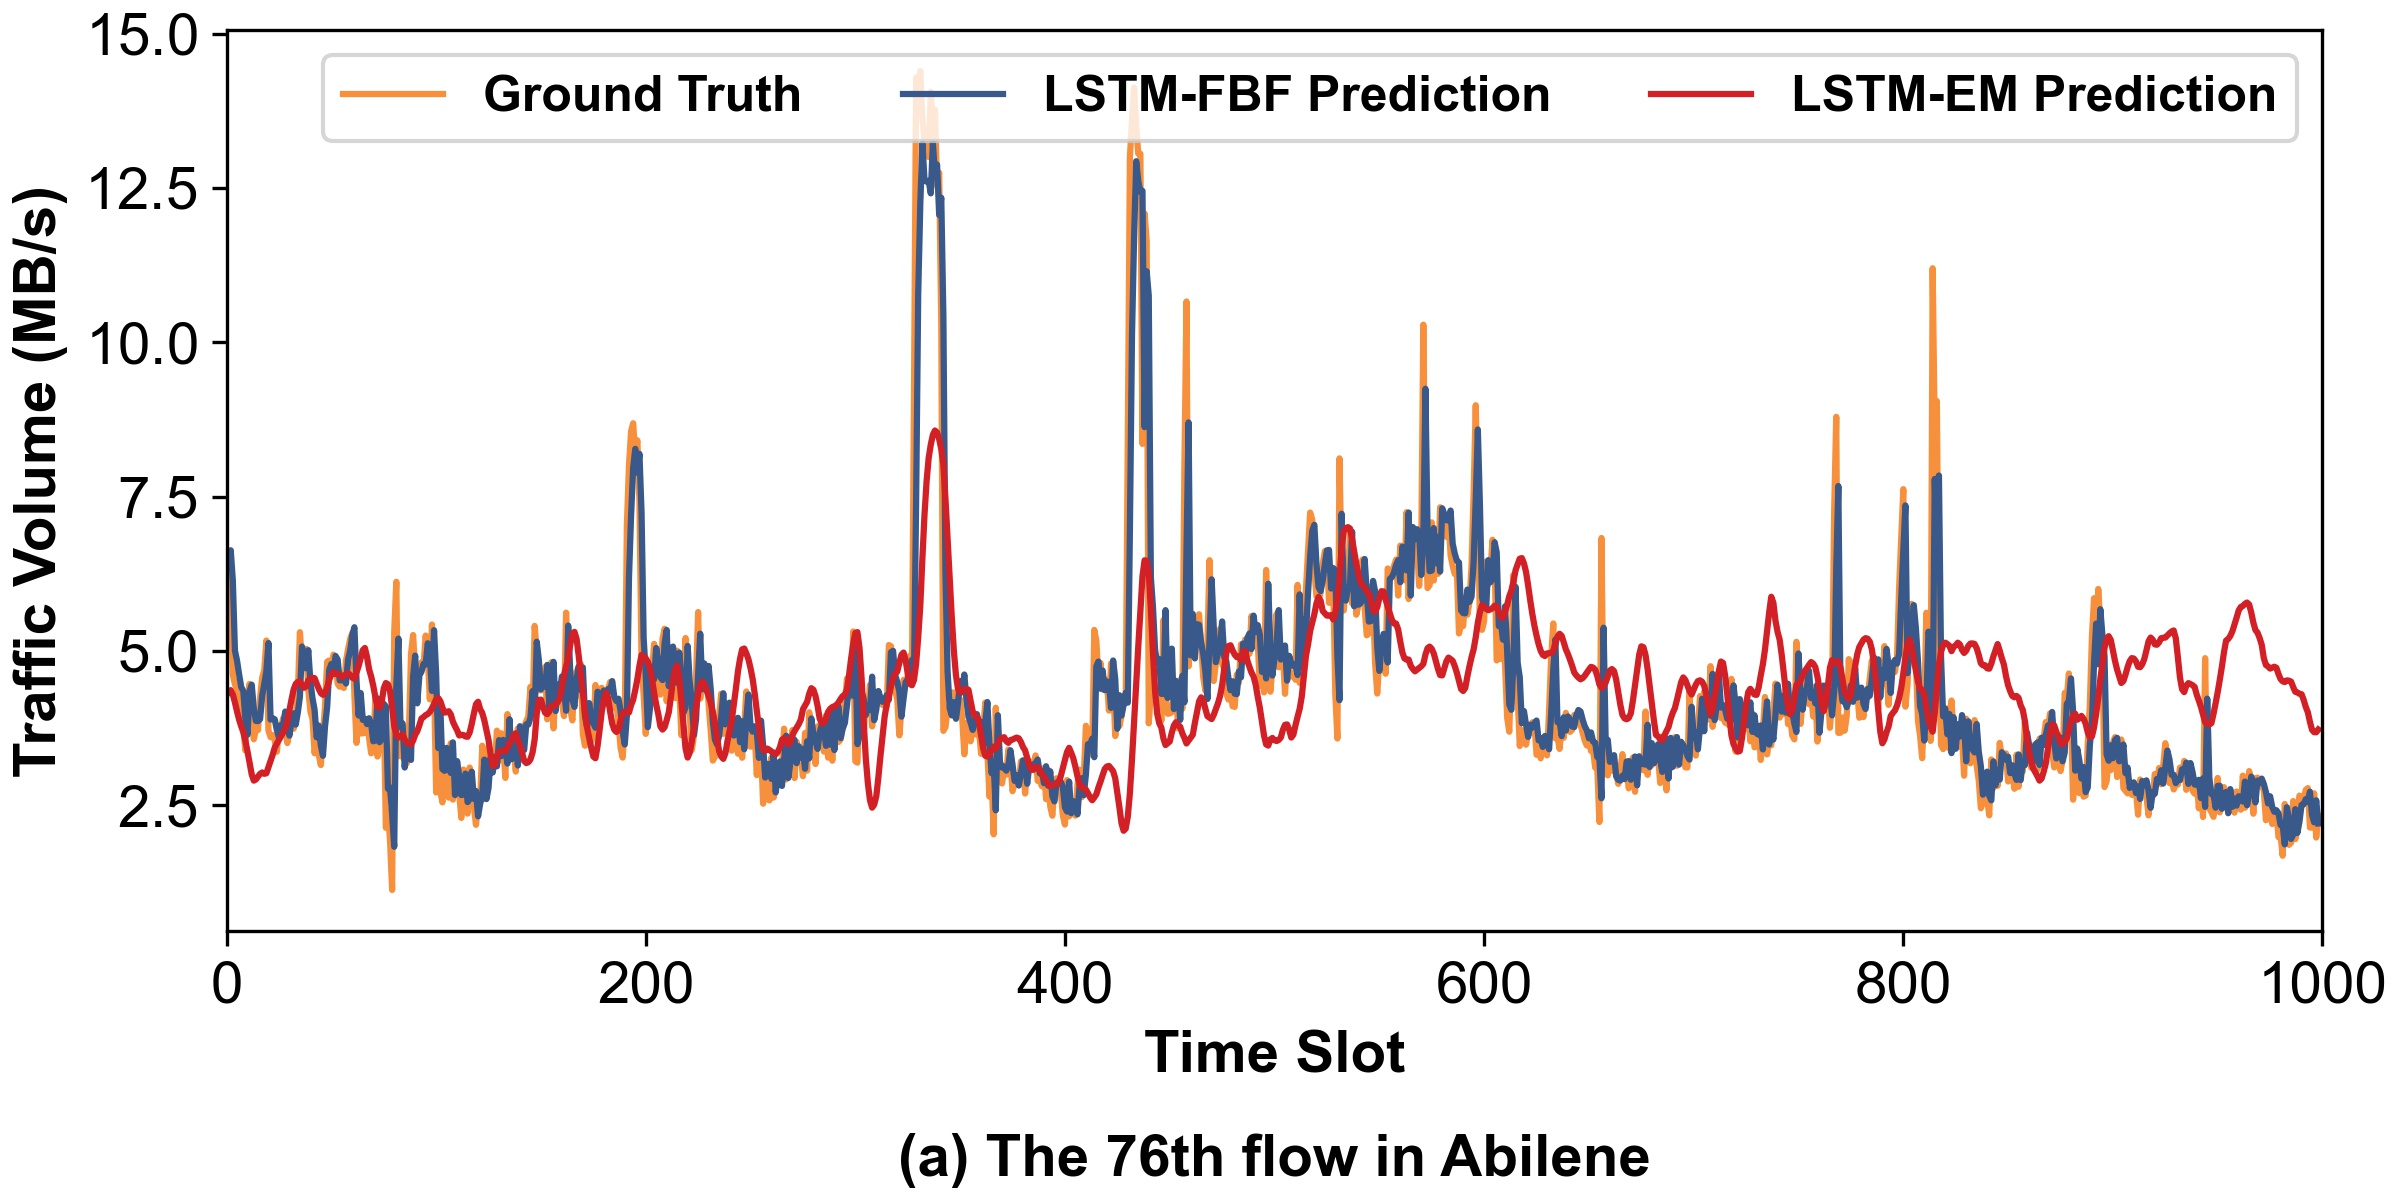 15.0
12.5
10.0
7.5
5.0
2.5
Traffic Volume (MB/s)
Ground Truth LSTM-FBF Prediction LSTM-EM Prediction
0 200 400 600 800 1000
Time Slot
(a) The 76th flow in Abilene